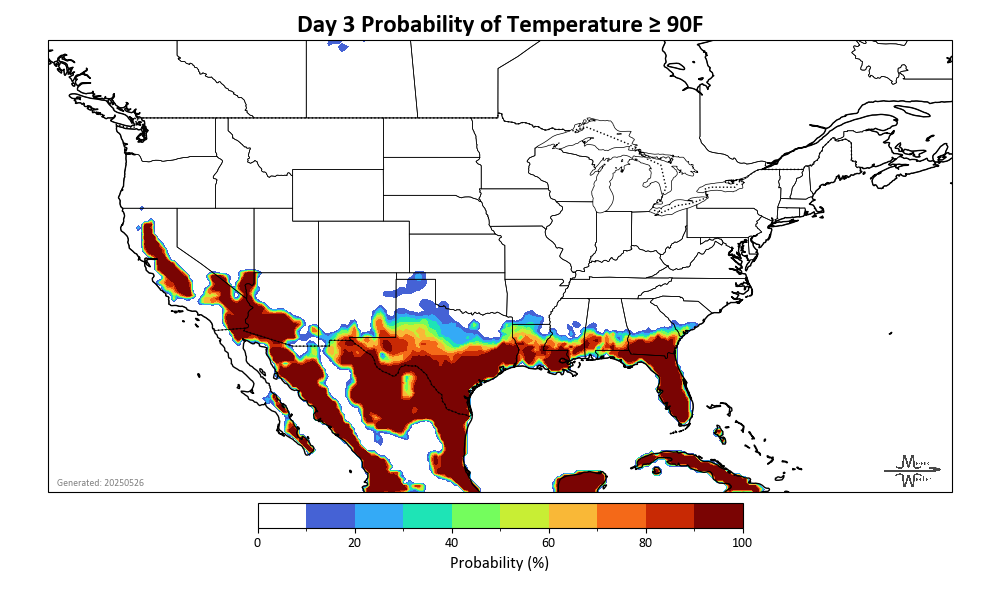 Day 3 Probability of Temperature ≥ 90F
Generated: 20250526
0 20 40 60 80 100
Probability (%)